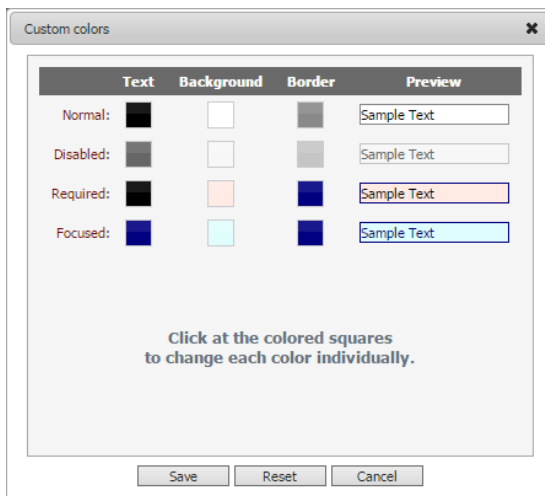 Custom colors
Text Background Border Preview
Normal: Sample Text
Disabled: Sample Text
Required: Sample Text
Focused: Sample Text
Click at the colored squares
to change each color individually.
Save Reset Cancel